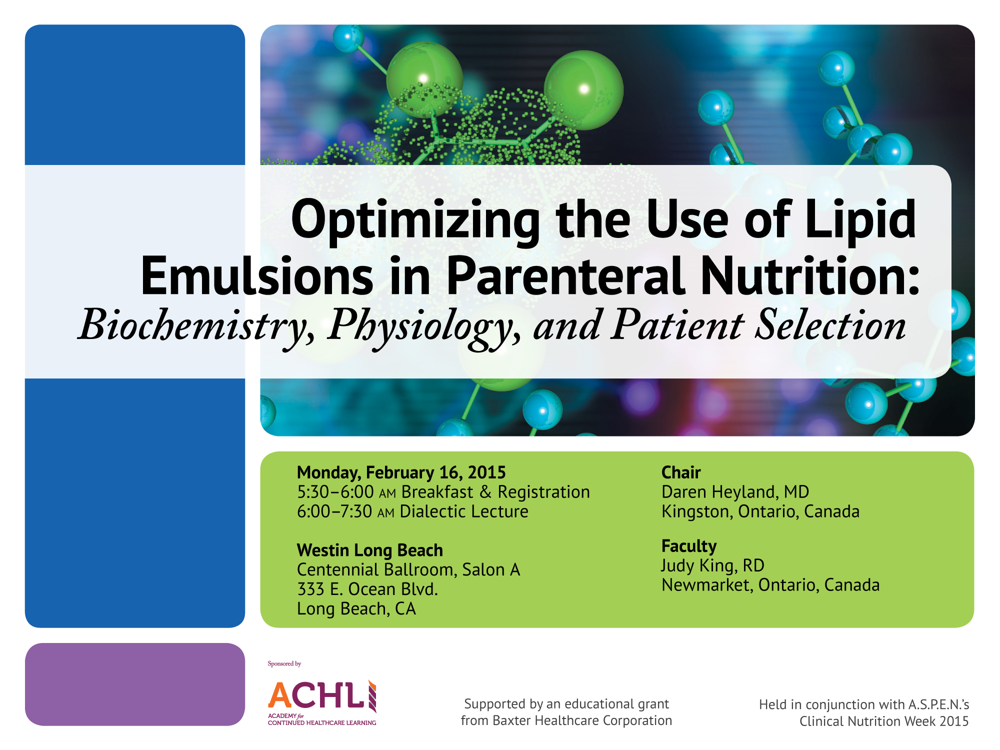 Optimizing the Use of Lipid
Emulsions in Parenteral Nutrition:
Biochemistry, Physiology, and Patient Selection
Monday, February 16, 2015
5:30–6:00 AM Breakfast & Registration
6:00–7:30 AM Dialectic Lecture
Westin Long Beach
Centennial Ballroom, Salon A
333 E. Ocean Blvd.
Long Beach, CA
Chair
Daren Heyland, MD
Kingston, Ontario, Canada
Faculty
Judy King, RD
Newmarket, Ontario, Canada
Sponsored by
ACHL
ACADEMY for
CONTINUED HEALTHCARE LEARNING
Supported by an educational grant
from Baxter Healthcare Corporation
Held in conjunction with A.S.P.E.N.'s
Clinical Nutrition Week 2015